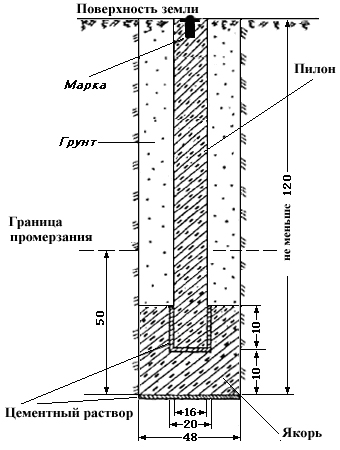 Поверхность земли
Марка
Пилон
Грунт
не меньше 120
Граница
промерзания
50
10
10
Цементный раствор
16
20
48
Якорь